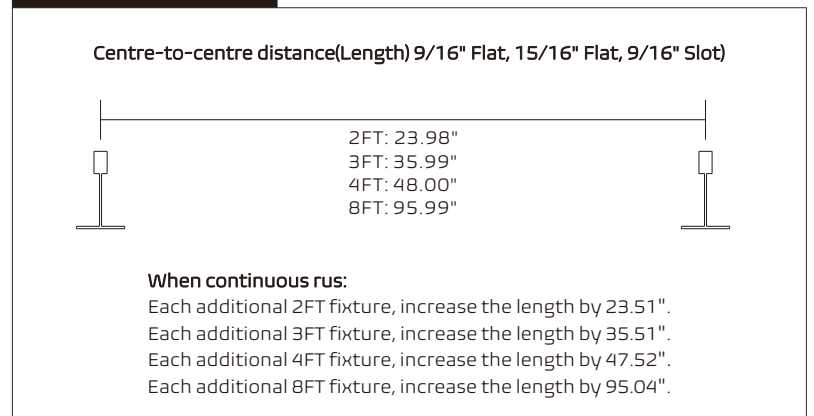 Centre-to-centre distance(Length) 9/16" Flat, 15/16" Flat, 9/16" Slot)
2FT: 23.98"
3FT: 35.99"
4FT: 48.00"
8FT: 95.99"
When continuous rus:
Each additional 2FT fixture, increase the length by 23.51".
Each additional 3FT fixture, increase the length by 35.51".
Each additional 4FT fixture, increase the length by 47.52".
Each additional 8FT fixture, increase the length by 95.04".